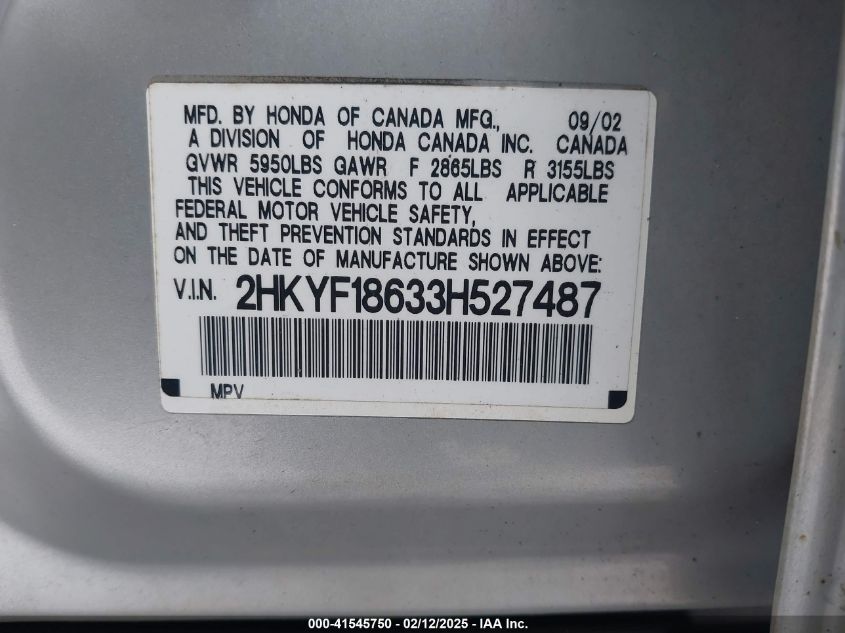 MFD. BY HONDA OF CANADA MFG., 09/02
A DIVISION OF HONDA CANADA INC. CANADA
GVWR 5950LBS GAWR F 2865LBS R 3155LBS
THIS VEHICLE CONFORMS TO ALL APPLICABLE
FEDERAL MOTOR VEHICLE SAFETY,
AND THEFT PREVENTION STANDARDS IN EFFECT
ON THE DATE OF MANUFACTURE SHOWN ABOVE:
V.I.N. 2HKYF18633H527487
MPV
000-41545750 - 02/12/2025 - IAA Inc.